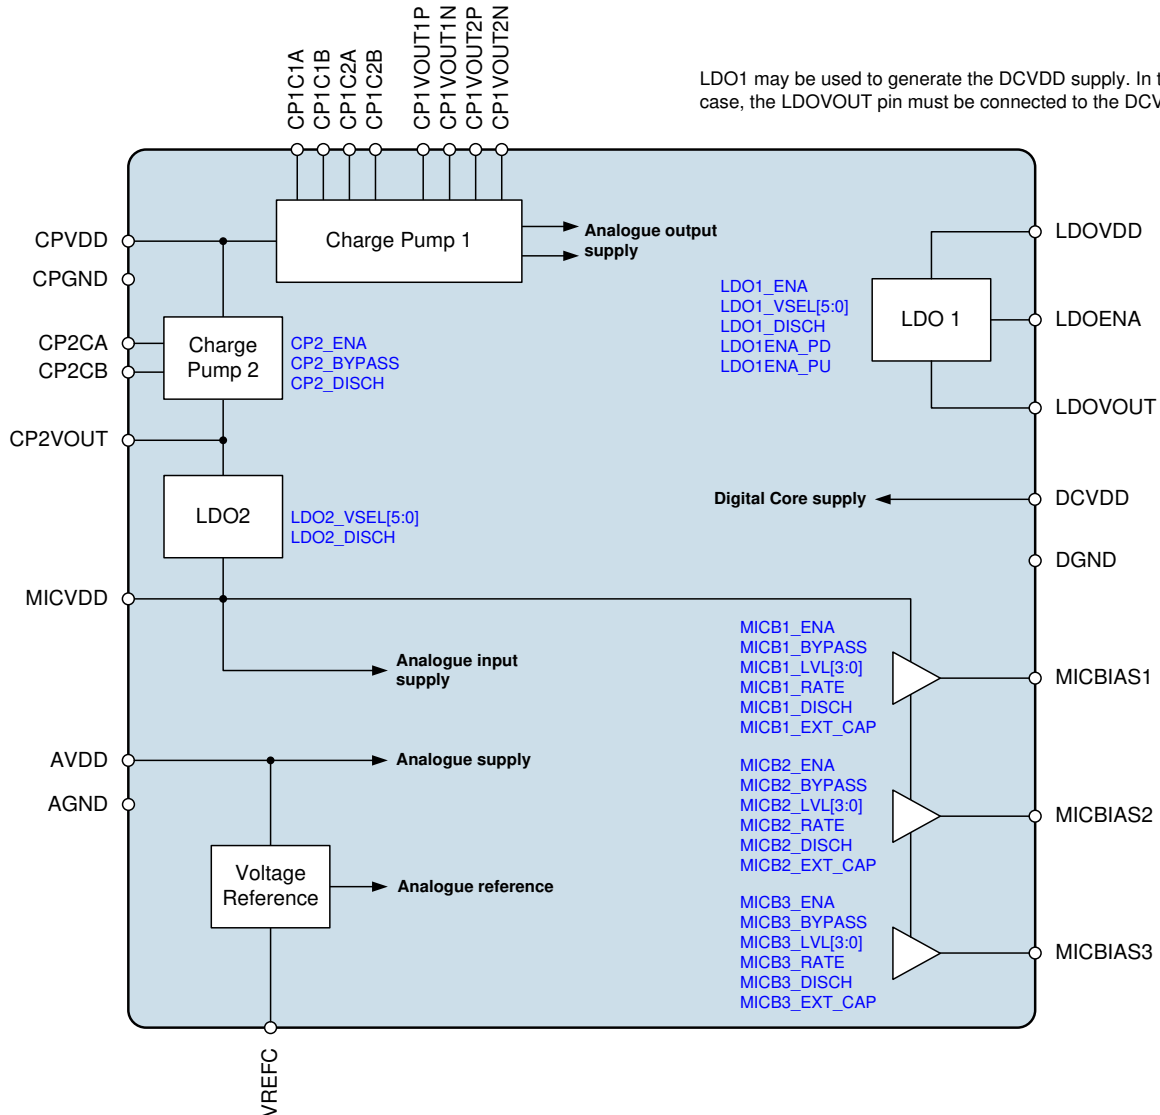 CP1C1A
CP1C1B
CP1C2A
CP1C2B
CP1VOUT1P
CP1VOUT1N
CP1VOUT2P
CP1VOUT2N
LDO1 may be used to generate the DCVDD supply. In t
case, the LDOVOUT pin must be connected to the DCV
CPVDD
CPGND
CP2CA
CP2CB
CP2VOUT
MICVDD
AVDD
AGND
VREFC
Charge Pump 1
Analogue output
supply
Charge
Pump 2
CP2_ENA
CP2_BYPASS
CP2_DISCH
LDO2
LDO2_VSEL[5:0]
LDO2_DISCH
Analogue input
supply
Analogue supply
Voltage
Reference
Analogue reference
LDO1_ENA
LDO1_VSEL[5:0]
LDO1_DISCH
LDO1ENA_PD
LDO1ENA_PU
LDO 1
LDOVDD
LDOENA
LDOVOUT
Digital Core supply
DCVDD
DGND
MICB1_ENA
MICB1_BYPASS
MICB1_LVL[3:0]
MICB1_RATE
MICB1_DISCH
MICB1_EXT_CAP
MICBIAS1
MICB2_ENA
MICB2_BYPASS
MICB2_LVL[3:0]
MICB2_RATE
MICB2_DISCH
MICB2_EXT_CAP
MICBIAS2
MICB3_ENA
MICB3_BYPASS
MICB3_LVL[3:0]
MICB3_RATE
MICB3_DISCH
MICB3_EXT_CAP
MICBIAS3